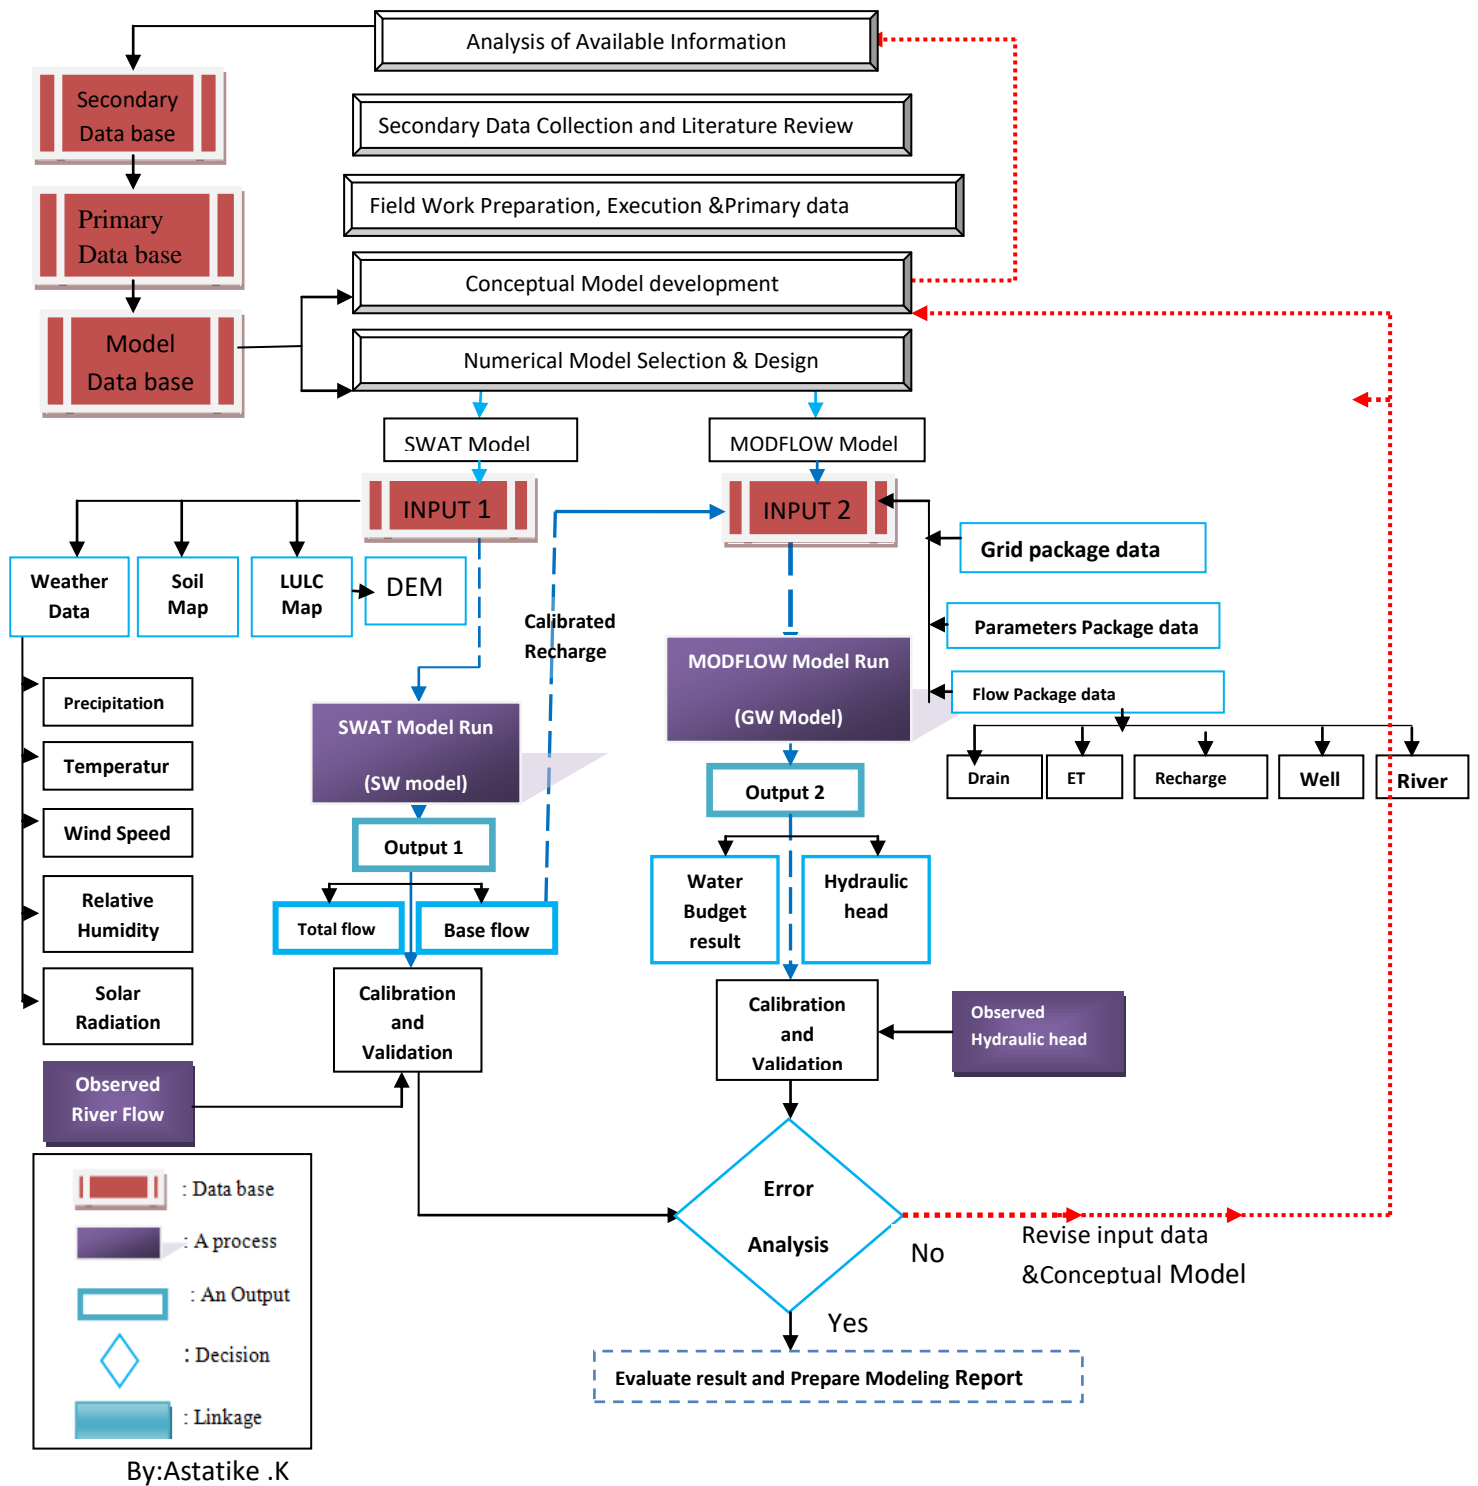 Analysis of Available Information
Secondary
Data base
Secondary Data Collection and Literature Review
Primary
Data base
Field Work Preparation, Execution &Primary data
Conceptual Model development
Model
Data base
Numerical Model Selection & Design
SWAT Model
MODFLOW Model
INPUT 1
INPUT 2
Grid package data
Weather
Data
Soil
Map
LULC
Map
DEM
Calibrated
Recharge
Parameters Package data
MODFLOW Model Run
(GW Model)
Flow Package data
Precipitation
SWAT Model Run
(SW model)
Temperatur
Drain
ET
Recharge
Well
River
Output 2
Wind Speed
Output 1
Water
Budget
result
Hydraulic
head
Relative
Humidity
Total flow
Base flow
Solar
Radiation
Calibration
and
Validation
Calibration
and
Validation
Observed
Hydraulic head
Observed
River Flow
Error
Analysis
No
Revise input data
&Conceptual Model
Yes
Evaluate result and Prepare Modeling Report
: Data base
: A process
: An Output
: Decision
: Linkage
By:Astatike .K